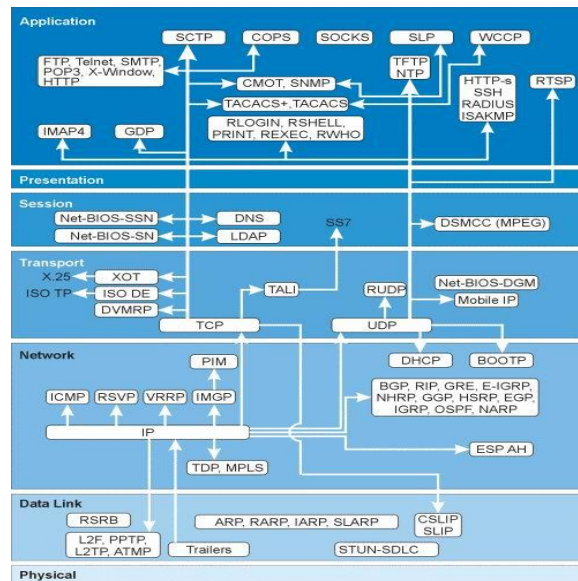 Application
SCTP
COPS
SOCKS
SLP
WCCP
FTP, Telnet, SMTP,
POP3, X-Window,
HTTP
TFTP
NTP
CMOT, SNMP
HTTP-s
SSH
RADIUS
ISAKMP
RTSP
TACACS+,TACACS
RLOGIN, RSHELL,
PRINT, REXEC, RWHO
IMAP4
GDP
Presentation
Session
Net-BIOS-SSN
DNS
SS7
DSMCC (MPEG)
Net-BIOS-SN
LDAP
Transport
X.25
XOT
TALI
RUDP
Net-BIOS-DGM
ISO TP
ISO DE
Mobile IP
DVMRP
TCP
UDP
Network
PIM
DHCP
BOOTP
ICMP
RSVP
VRRP
IMGP
BGP, RIP, GRE, E-IGRP,
NHRP, GGP, HSRP, EGP,
IGRP, OSPF, NARP
IP
TDP, MPLS
ESP AH
Data Link
RSRB
ARP, RARP, IARP, SLARP
CSLIP
SLIP
L2F, PPTP,
L2TP, ATMP
Trailers
STUN-SDLC
Physical